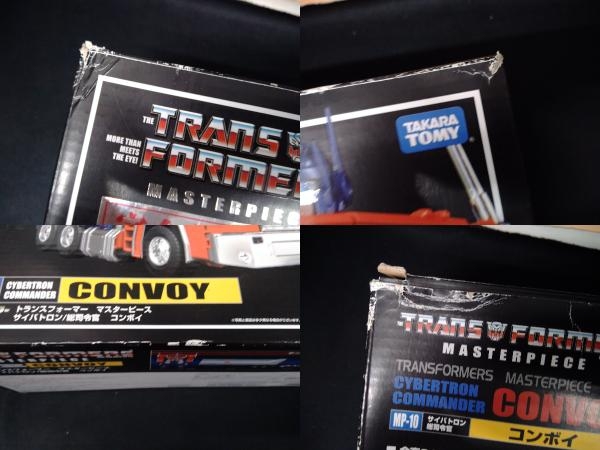 THE
TRANS
MORE THAN
MEETS
THE EYE!
FORME
MASTERPIECE
TAKARA
TOMY
CYBERTRON
COMMANDER
CONVOY
トランスフォーマー マスターピース
サイバトロン/総司令官 コンボイ
TRANS FORME
MASTERPIECE
TRANSFORMERS MASTERPIECE
CYBERTRON
COMMANDER
CONVO
MP-10
サイバトロン
総司令官
コンボイ